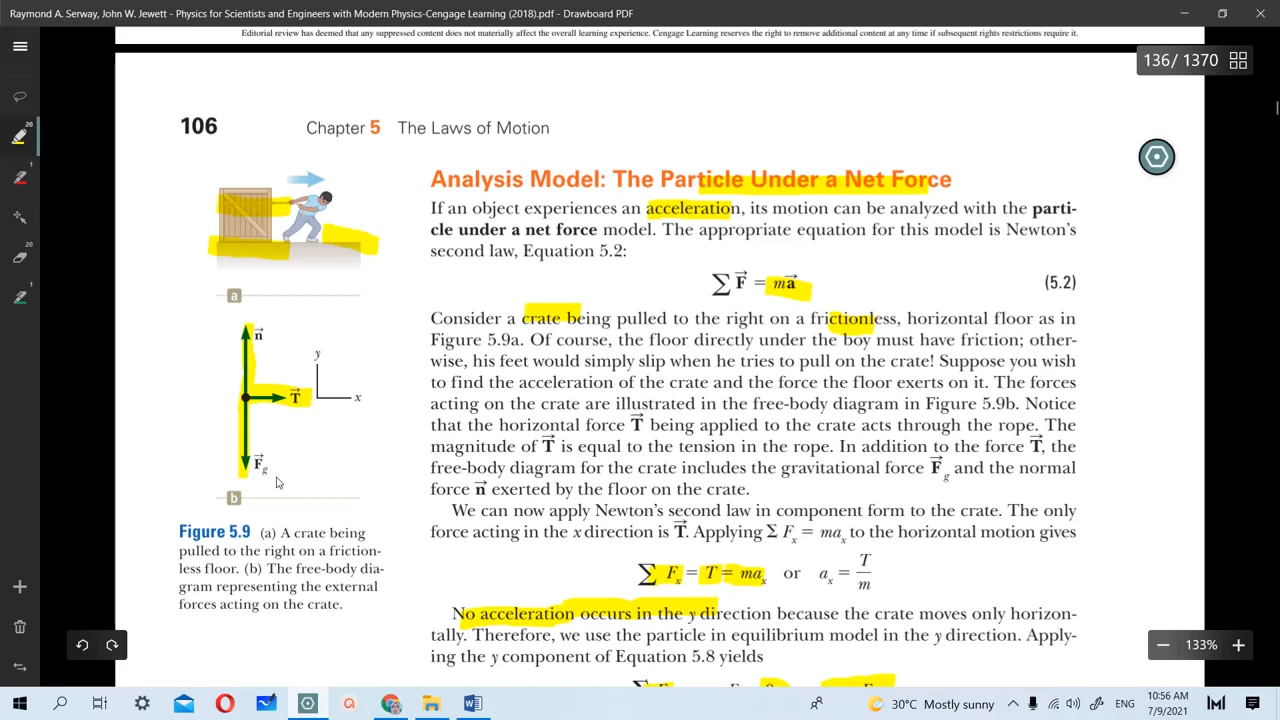 Raymond A. Serway, John W. Jewett - Physics for Scientists and Engineers with Modern Physics-Cengage Learning (2018).pdf - Drawboard PDF
Editorial review has deemed that any suppressed content does not materially affect the overall learning experience. Cengage Learning reserves the right to remove additional content at any time if subsequent rights restrictions require it.
136 / 1370
20
1
20
1
106 Chapter 5 The Laws of Motion
Analysis Model: The Particle Under a Net Force
If an object experiences an acceleration, its motion can be analyzed with the parti-
cle under a net force model. The appropriate equation for this model is Newton's
second law, Equation 5.2:
∑ F⃗ = ma⃗ (5.2)
Consider a crate being pulled to the right on a frictionless, horizontal floor as in
Figure 5.9a. Of course, the floor directly under the boy must have friction; other-
wise, his feet would simply slip when he tries to pull on the crate! Suppose you wish
to find the acceleration of the crate and the force the floor exerts on it. The forces
acting on the crate are illustrated in the free-body diagram in Figure 5.9b. Notice
that the horizontal force T⃗ being applied to the crate acts through the rope. The
magnitude of T⃗ is equal to the tension in the rope. In addition to the force T⃗, the
free-body diagram for the crate includes the gravitational force F⃗g and the normal
force n⃗ exerted by the floor on the crate.
We can now apply Newton's second law in component form to the crate. The only
force acting in the x direction is T⃗. Applying Σ Fx = max to the horizontal motion gives
∑ Fx = T = max or ax = T/m
No acceleration occurs in the y direction because the crate moves only horizon-
tally. Therefore, we use the particle in equilibrium model in the y direction. Apply-
ing the y component of Equation 5.8 yields
a
n⃗
y
T⃗
x
F⃗g
b
Figure 5.9 (a) A crate being
pulled to the right on a friction-
less floor. (b) The free-body dia-
gram representing the external
forces acting on the crate.
133%
30°C Mostly sunny
ENG
10:56 AM
7/9/2021